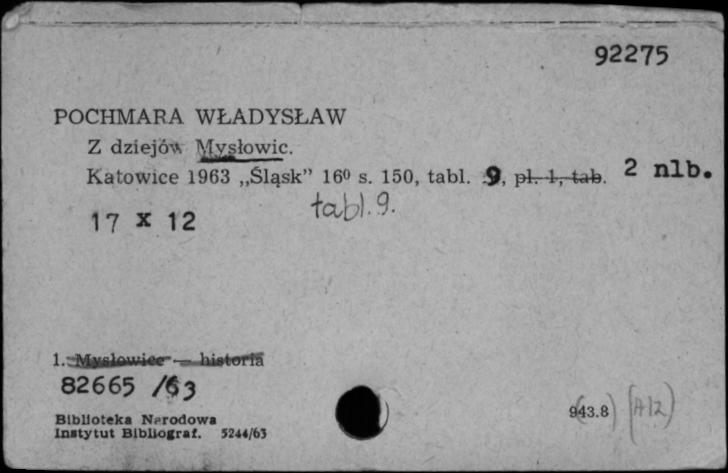 92275
POCHMARA WŁADYSŁAW
Z dziejów Mysłowic.
Katowice 1963 „Śląsk” 16⁰ s. 150, tabl. 9, pl. 1, tab. 2 nlb.
17 x 12 tabl. 9.
1. Mysłowice — historia
82665 /63
943.8 (A12)
Biblioteka Narodowa
Instytut Bibliograf. 5244/63